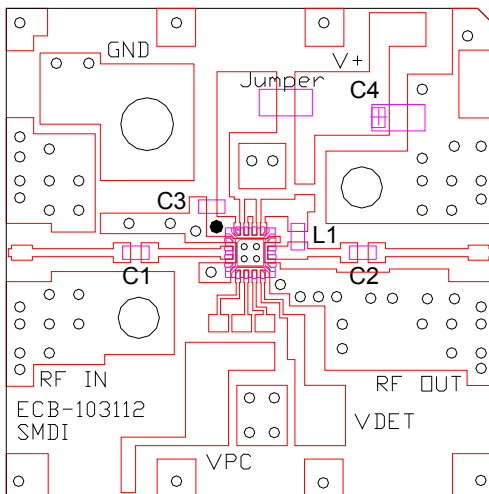 GND
V+
Jumper
C4
C3
L1
C1
C2
RF IN
RF OUT
ECB-103112
SMDI
VDET
VPC